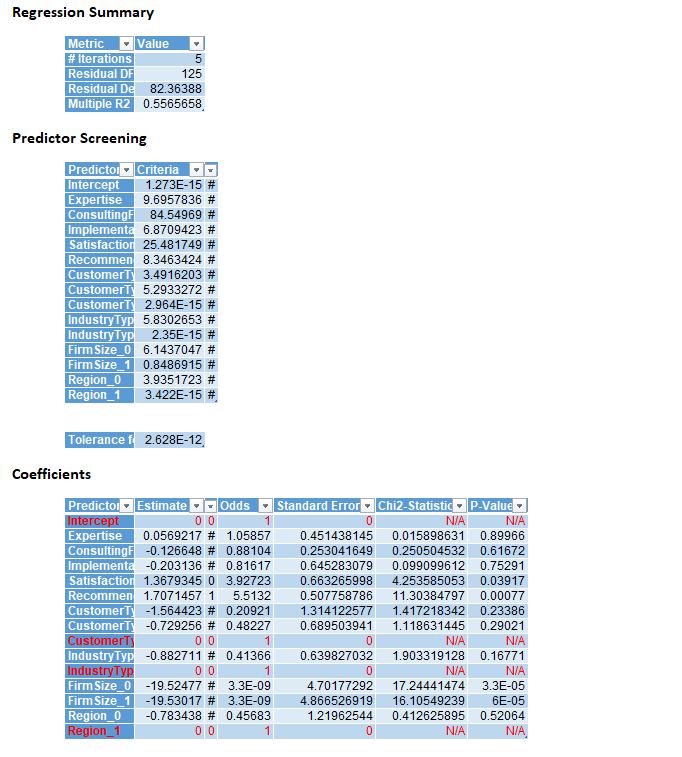 Regression Summary
Metric Value
# Iterations 5
Residual DF 125
Residual De 82.36388
Multiple R2 0.5565658
Predictor Screening
Predictor Criteria
Intercept 1.273E-15 #
Expertise 9.6957836 #
ConsultingF 84.54969 #
Implementa 6.8709423 #
Satisfaction 25.481749 #
Recommen 8.3463424 #
CustomerTy 3.4916203 #
CustomerTy 5.2933272 #
CustomerTy 2.964E-15 #
IndustryTyp 5.8302653 #
IndustryTyp 2.35E-15 #
FirmSize_0 6.1437047 #
FirmSize_1 0.8486915 #
Region_0 3.9351723 #
Region_1 3.422E-15 #
Tolerance fo 2.628E-12
Coefficients
Predictor Estimate Odds Standard Error Chi2-Statistic P-Value
Intercept 0 0 1 0 N/A N/A
Expertise 0.0569217 # 1.05857 0.451438145 0.015898631 0.89966
ConsultingF -0.126648 # 0.88104 0.253041649 0.250504532 0.61672
Implementa -0.203136 # 0.81617 0.645283079 0.099099612 0.75291
Satisfaction 1.3679345 0 3.92723 0.663265998 4.253585053 0.03917
Recommen 1.7071457 1 5.5132 0.507758786 11.30384797 0.00077
CustomerTy -1.564423 # 0.20921 1.314122577 1.417218342 0.23386
CustomerTy -0.729256 # 0.48227 0.689503941 1.118631445 0.29021
CustomerTy 0 0 1 0 N/A N/A
IndustryTyp -0.882711 # 0.41366 0.639827032 1.903319128 0.16771
IndustryTyp 0 0 1 0 N/A N/A
FirmSize_0 -19.52477 # 3.3E-09 4.70177292 17.24441474 3.3E-05
FirmSize_1 -19.53017 # 3.3E-09 4.866526919 16.10549239 6E-05
Region_0 -0.783438 # 0.45683 1.21962544 0.412625895 0.52064
Region_1 0 0 1 0 N/A N/A